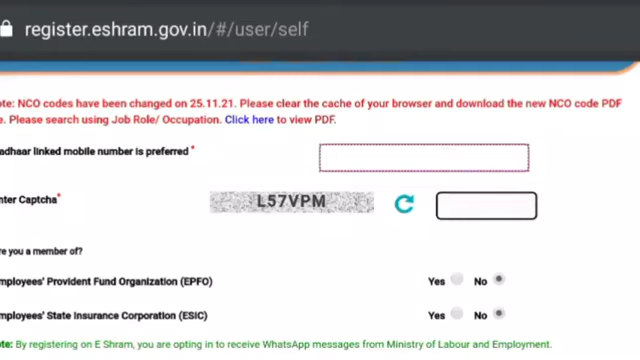 register.eshram.gov.in/#/user/self
ote: NCO codes have been changed on 25.11.21. Please clear the cache of your browser and download the new NCO code PDF
e. Please search using Job Role/ Occupation. Click here to view PDF.
adhaar linked mobile number is preferred *
nter Captcha*
L57VPM
re you a member of?
mployees' Provident Fund Organization (EPFO) Yes No
mployees' State Insurance Corporation (ESIC) Yes No
ote: By registering on E Shram, you are opting in to receive WhatsApp messages from Ministry of Labour and Employment.